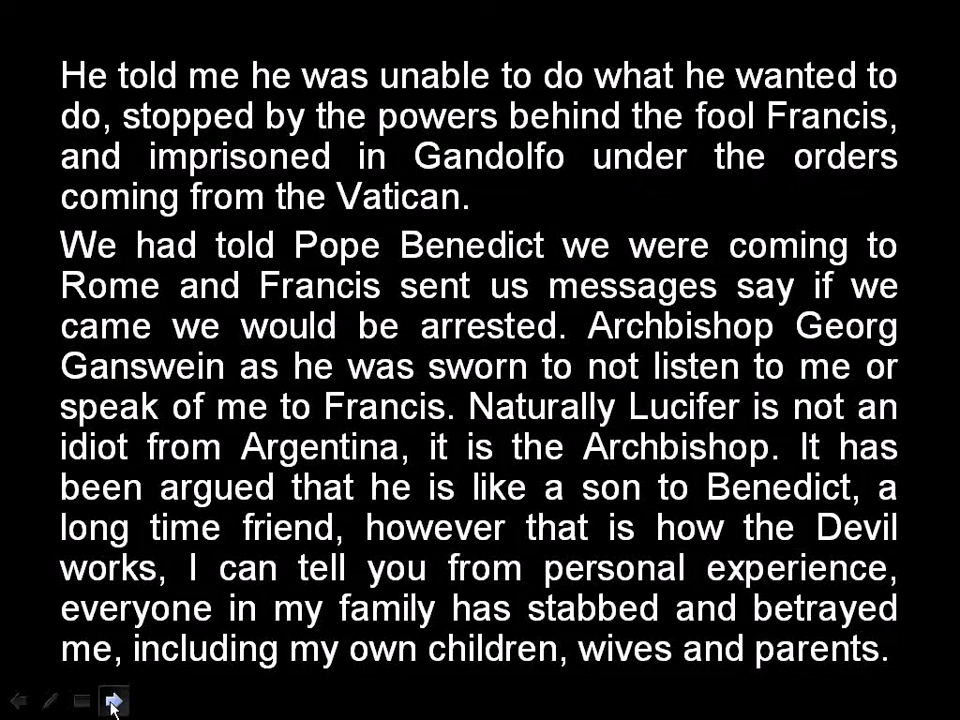 He told me he was unable to do what he wanted to
do, stopped by the powers behind the fool Francis,
and imprisoned in Gandolfo under the orders
coming from the Vatican.
We had told Pope Benedict we were coming to
Rome and Francis sent us messages say if we
came we would be arrested. Archbishop Georg
Ganswein as he was sworn to not listen to me or
speak of me to Francis. Naturally Lucifer is not an
idiot from Argentina, it is the Archbishop. It has
been argued that he is like a son to Benedict, a
long time friend, however that is how the Devil
works, I can tell you from personal experience,
everyone in my family has stabbed and betrayed
me, including my own children, wives and parents.